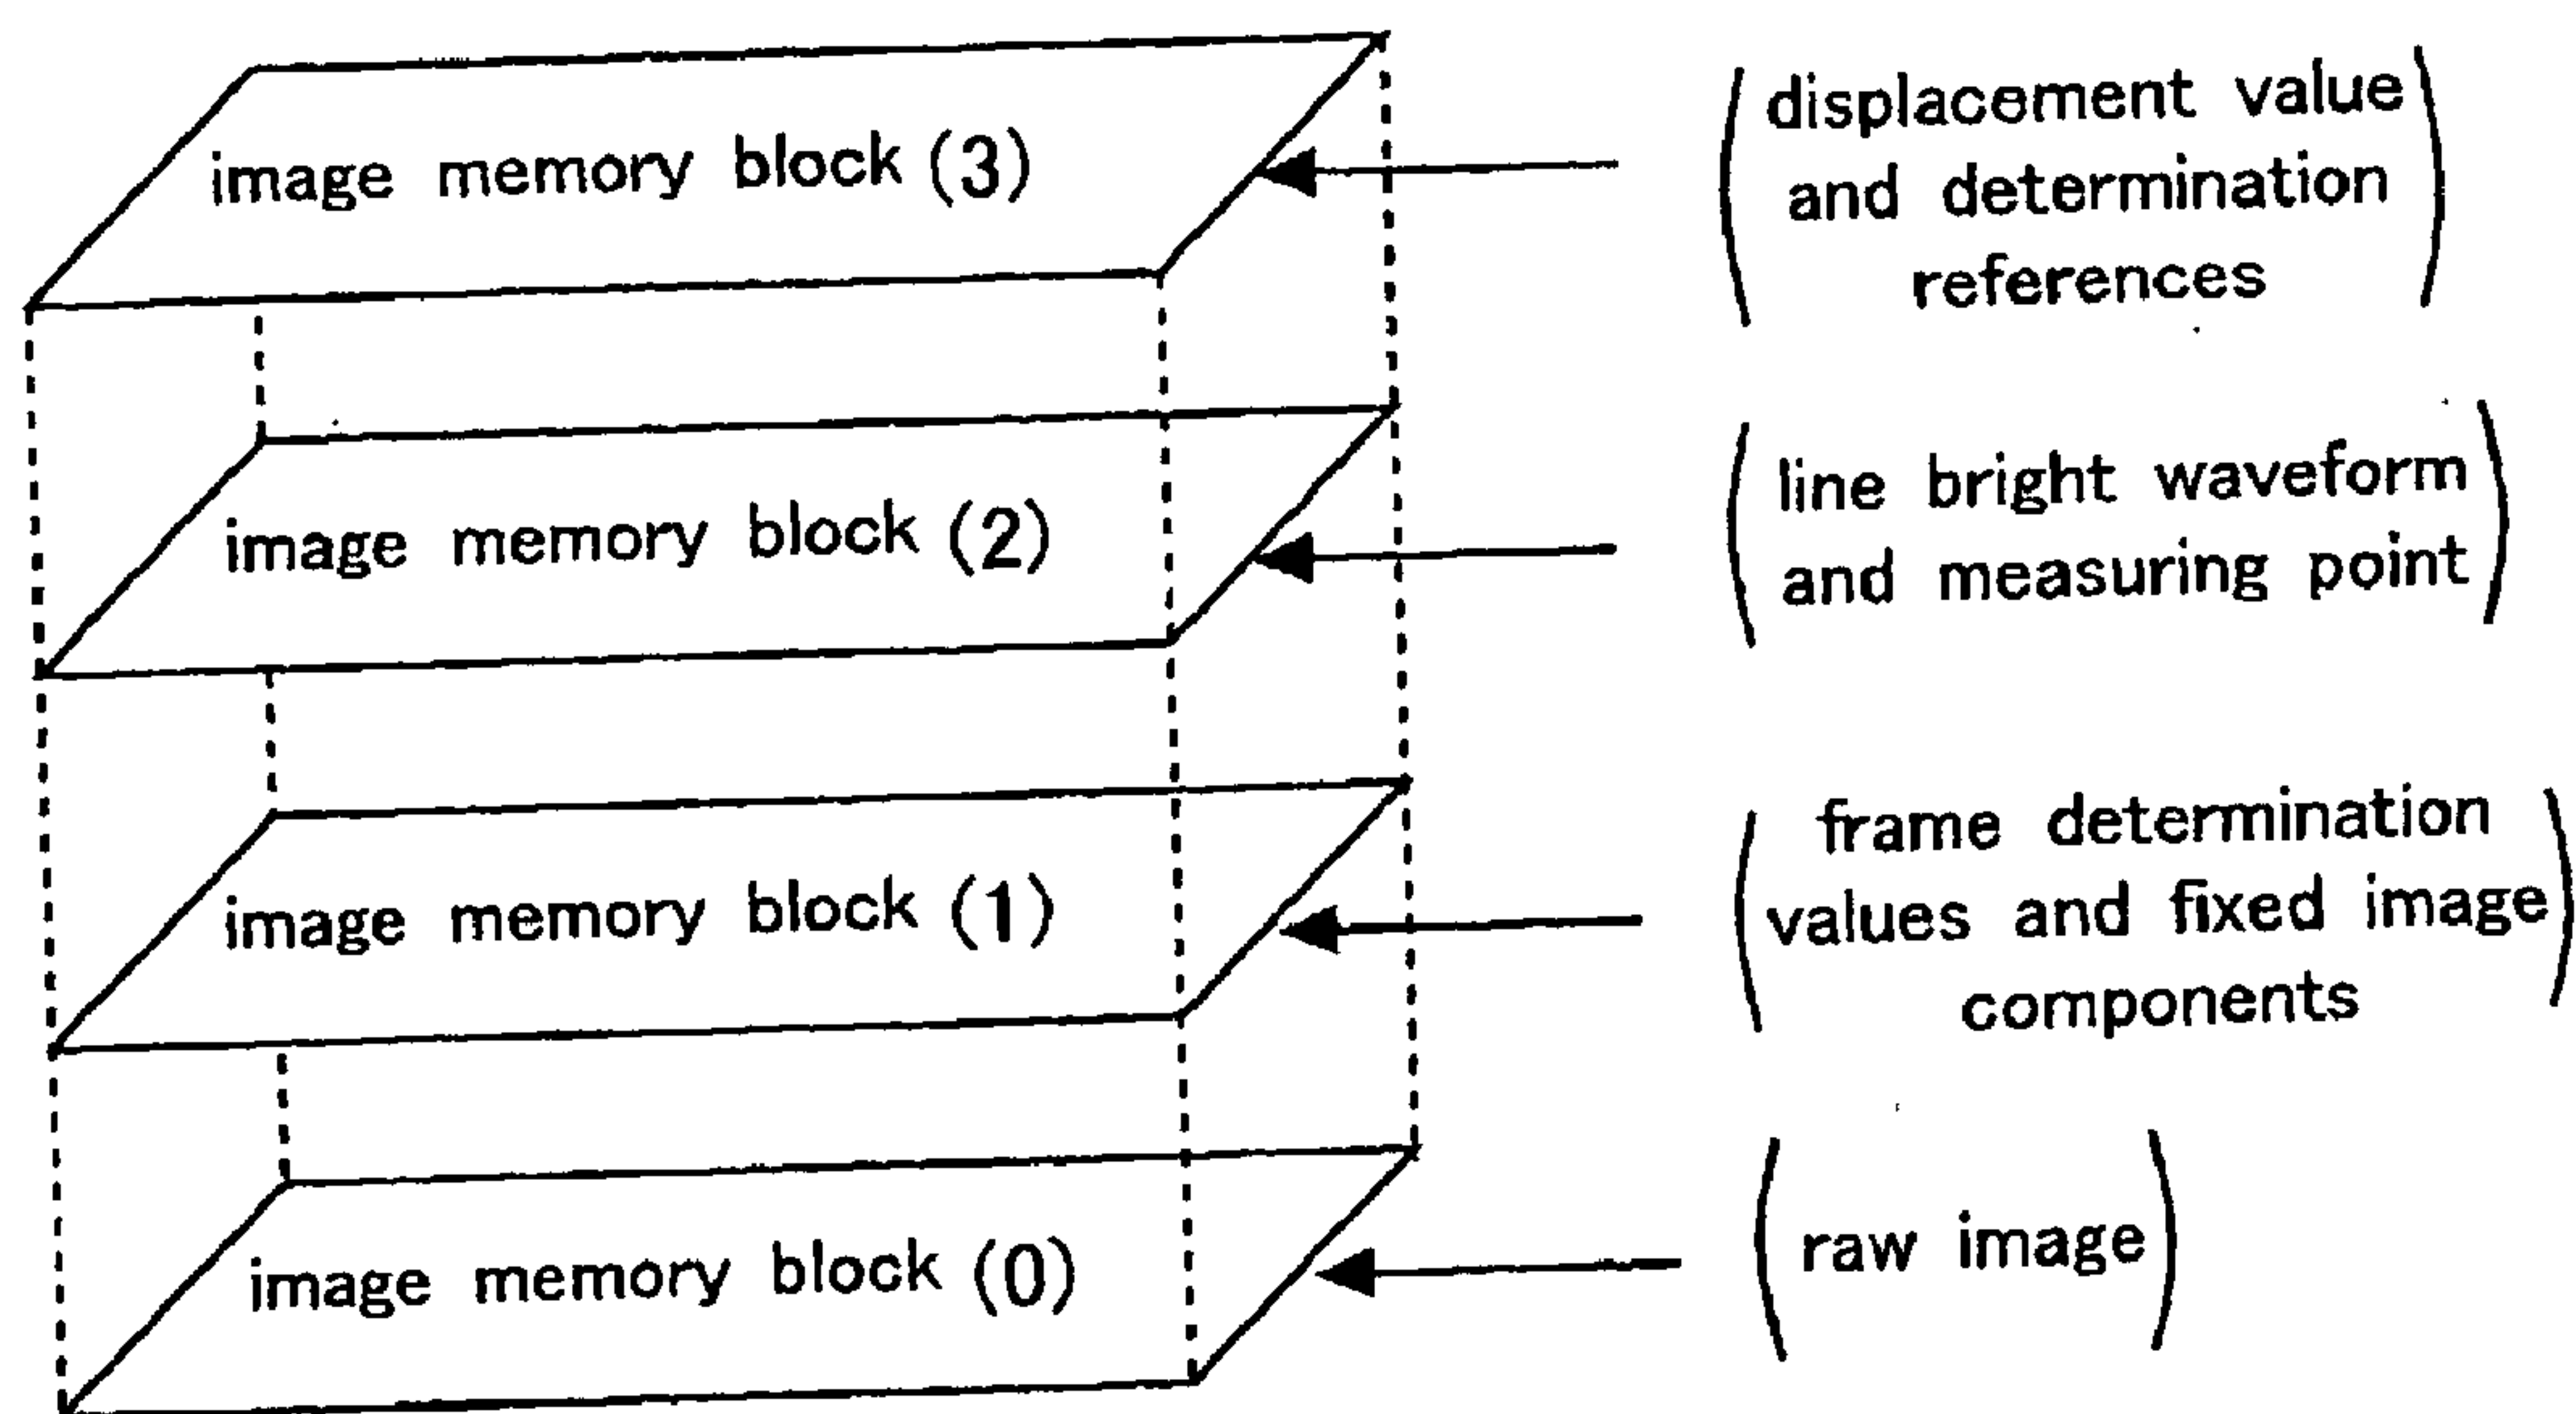 image memory block (3)
displacement value
and determination
references
image memory block (2)
line bright waveform
and measuring point
image memory block (1)
frame determination
values and fixed image
components
image memory block (0)
raw image